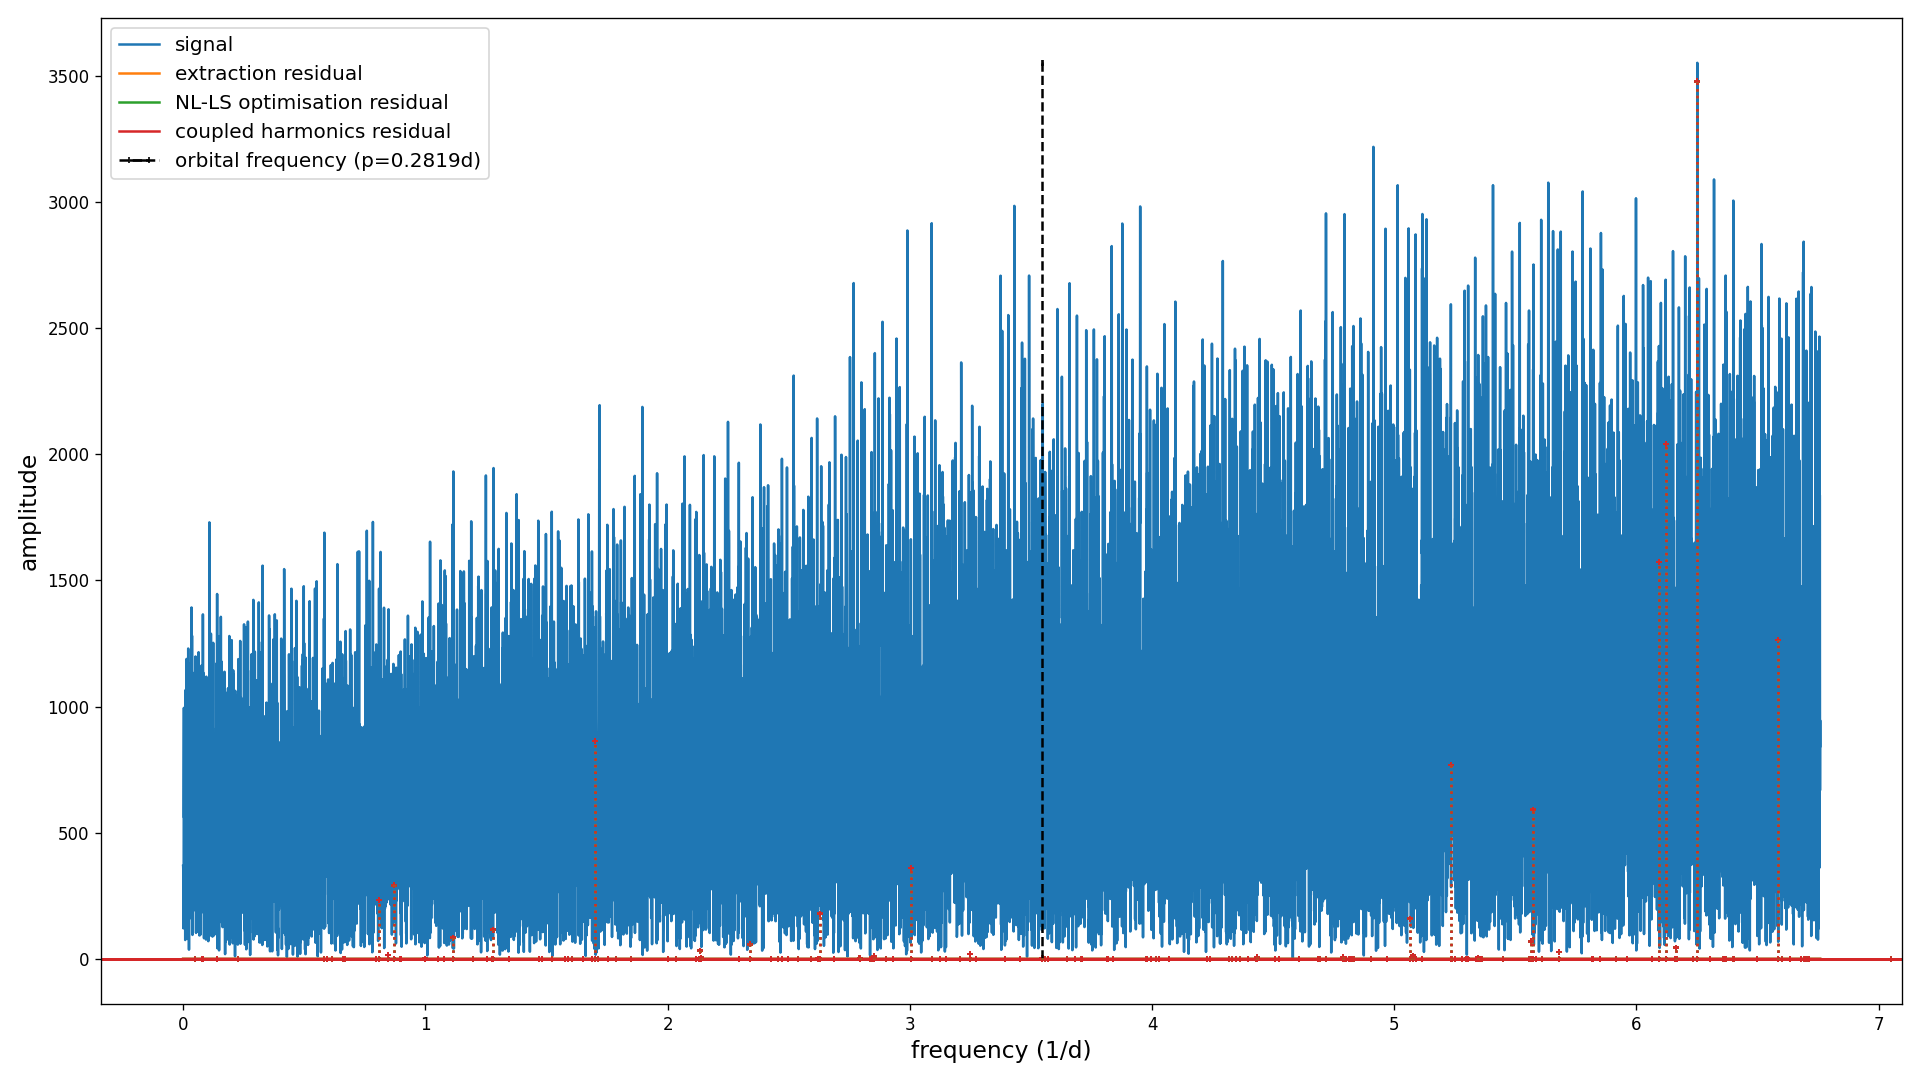 signal
extraction residual
NL-LS optimisation residual
coupled harmonics residual
orbital frequency (p=0.2819d)
3500
3000
2500
2000
1500
1000
500
0
amplitude
0 1 2 3 4 5 6 7
frequency (1/d)